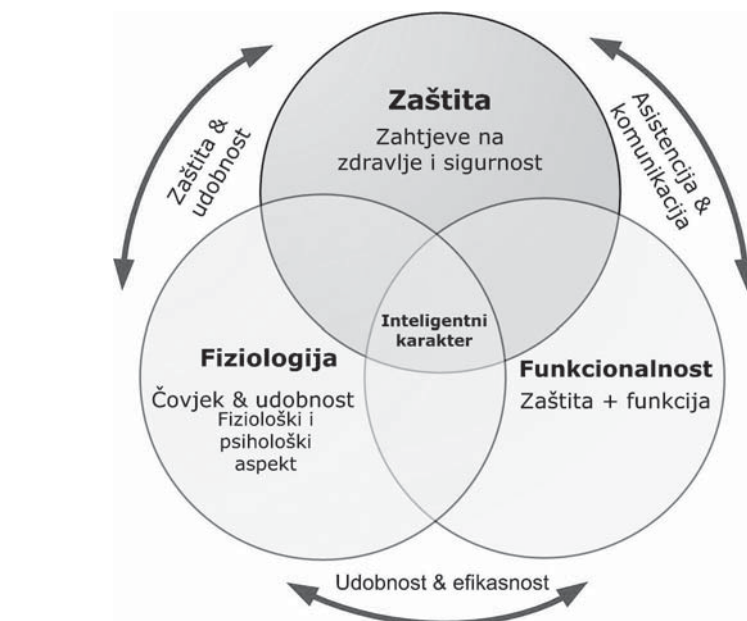 Zaštita
Zahtjeve na
zdravlje i sigurnost
Zaštita &
udobnost
Asistencija &
komunikacija
Inteligentni
karakter
Fiziologija
Čovjek & udobnost
Fiziološki i
psihološki
aspekt
Funkcionalnost
Zaštita + funkcija
Udobnost & efikasnost